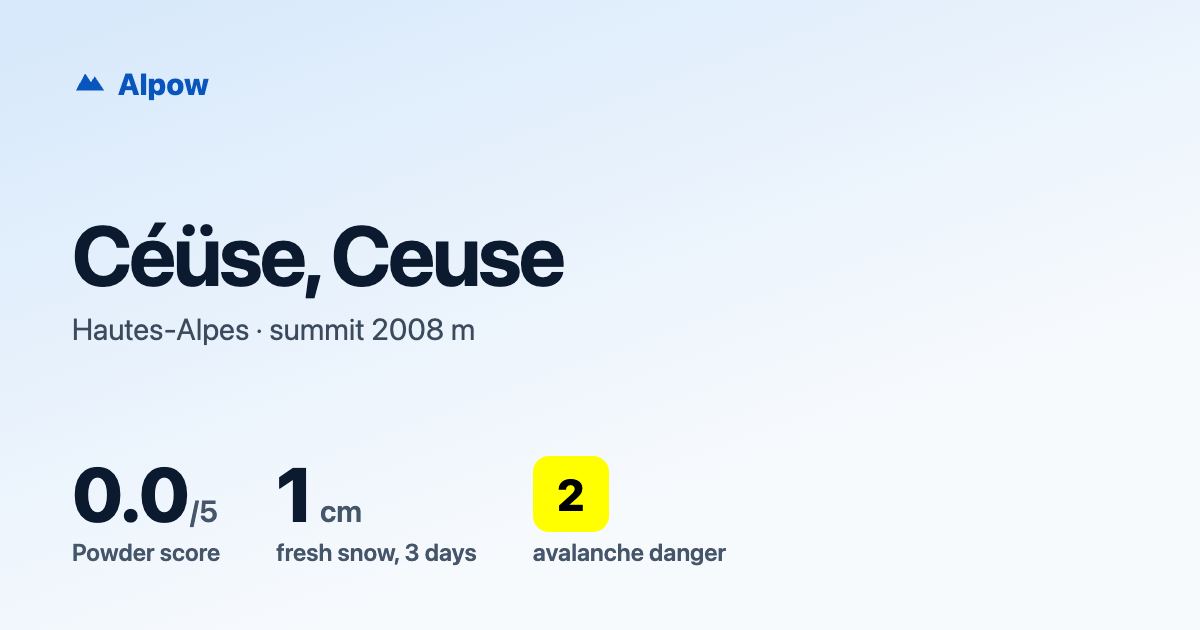 Alpow
Céüse, Ceuse
Hautes-Alpes · summit 2008 m
0.0/5
Powder score
1 cm
fresh snow, 3 days
2
avalanche danger